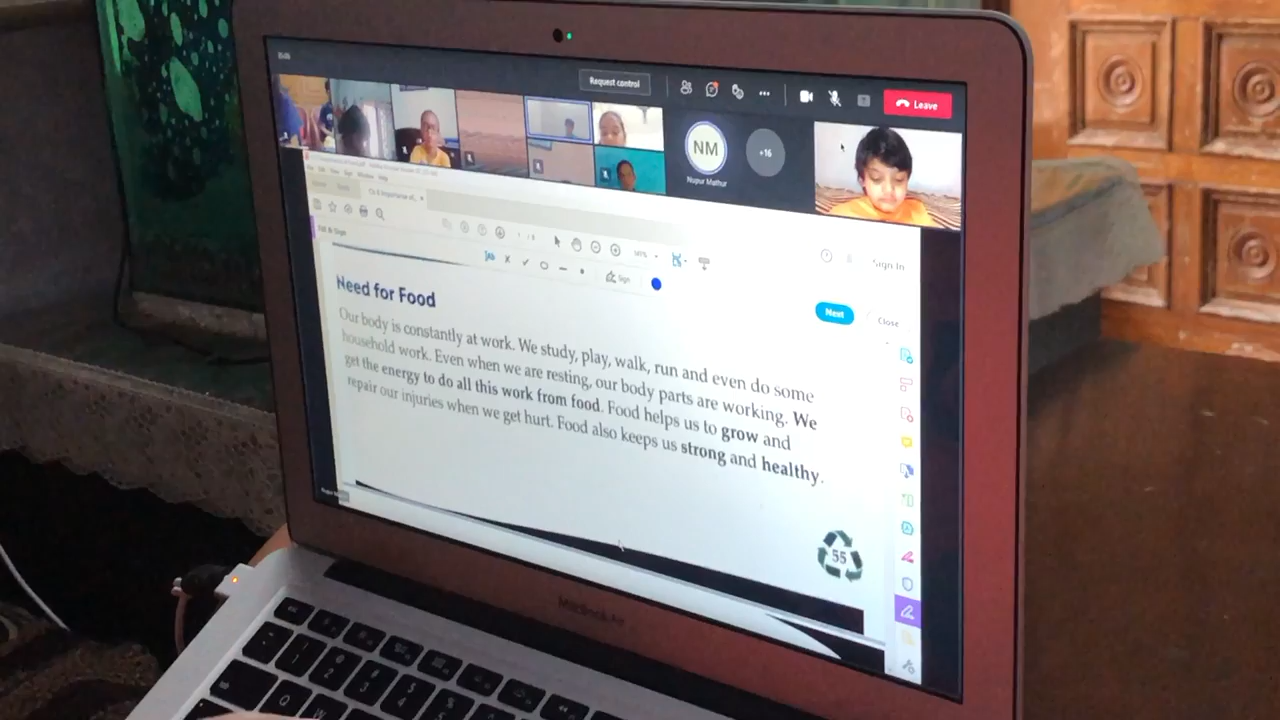 Request control
Leave
NM
+16
Nupur Mathur
Sign In
Sign
Next
Close
Need for Food
Our body is constantly at work. We study, play, walk, run and even do some
household work. Even when we are resting, our body parts are working. We
get the energy to do all this work from food. Food helps us to grow and
repair our injuries when we get hurt. Food also keeps us strong and healthy.
55
MacBook Air